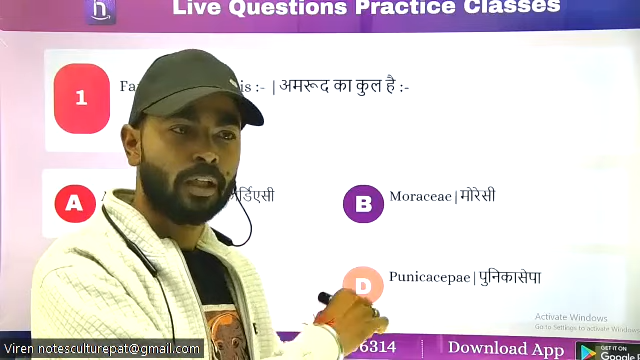 h
Live Questions Practice Classes
1
Fa is :- | अमरूद का कुल है :-
A
B
Moraceae | मोरेसी
D
Punicacepae | पुनिकासेपा
Activate Windows
Go to Settings to activate Windows
6314
Download App
GET IT ON
Google
Viren notesculturepat@gmail.com